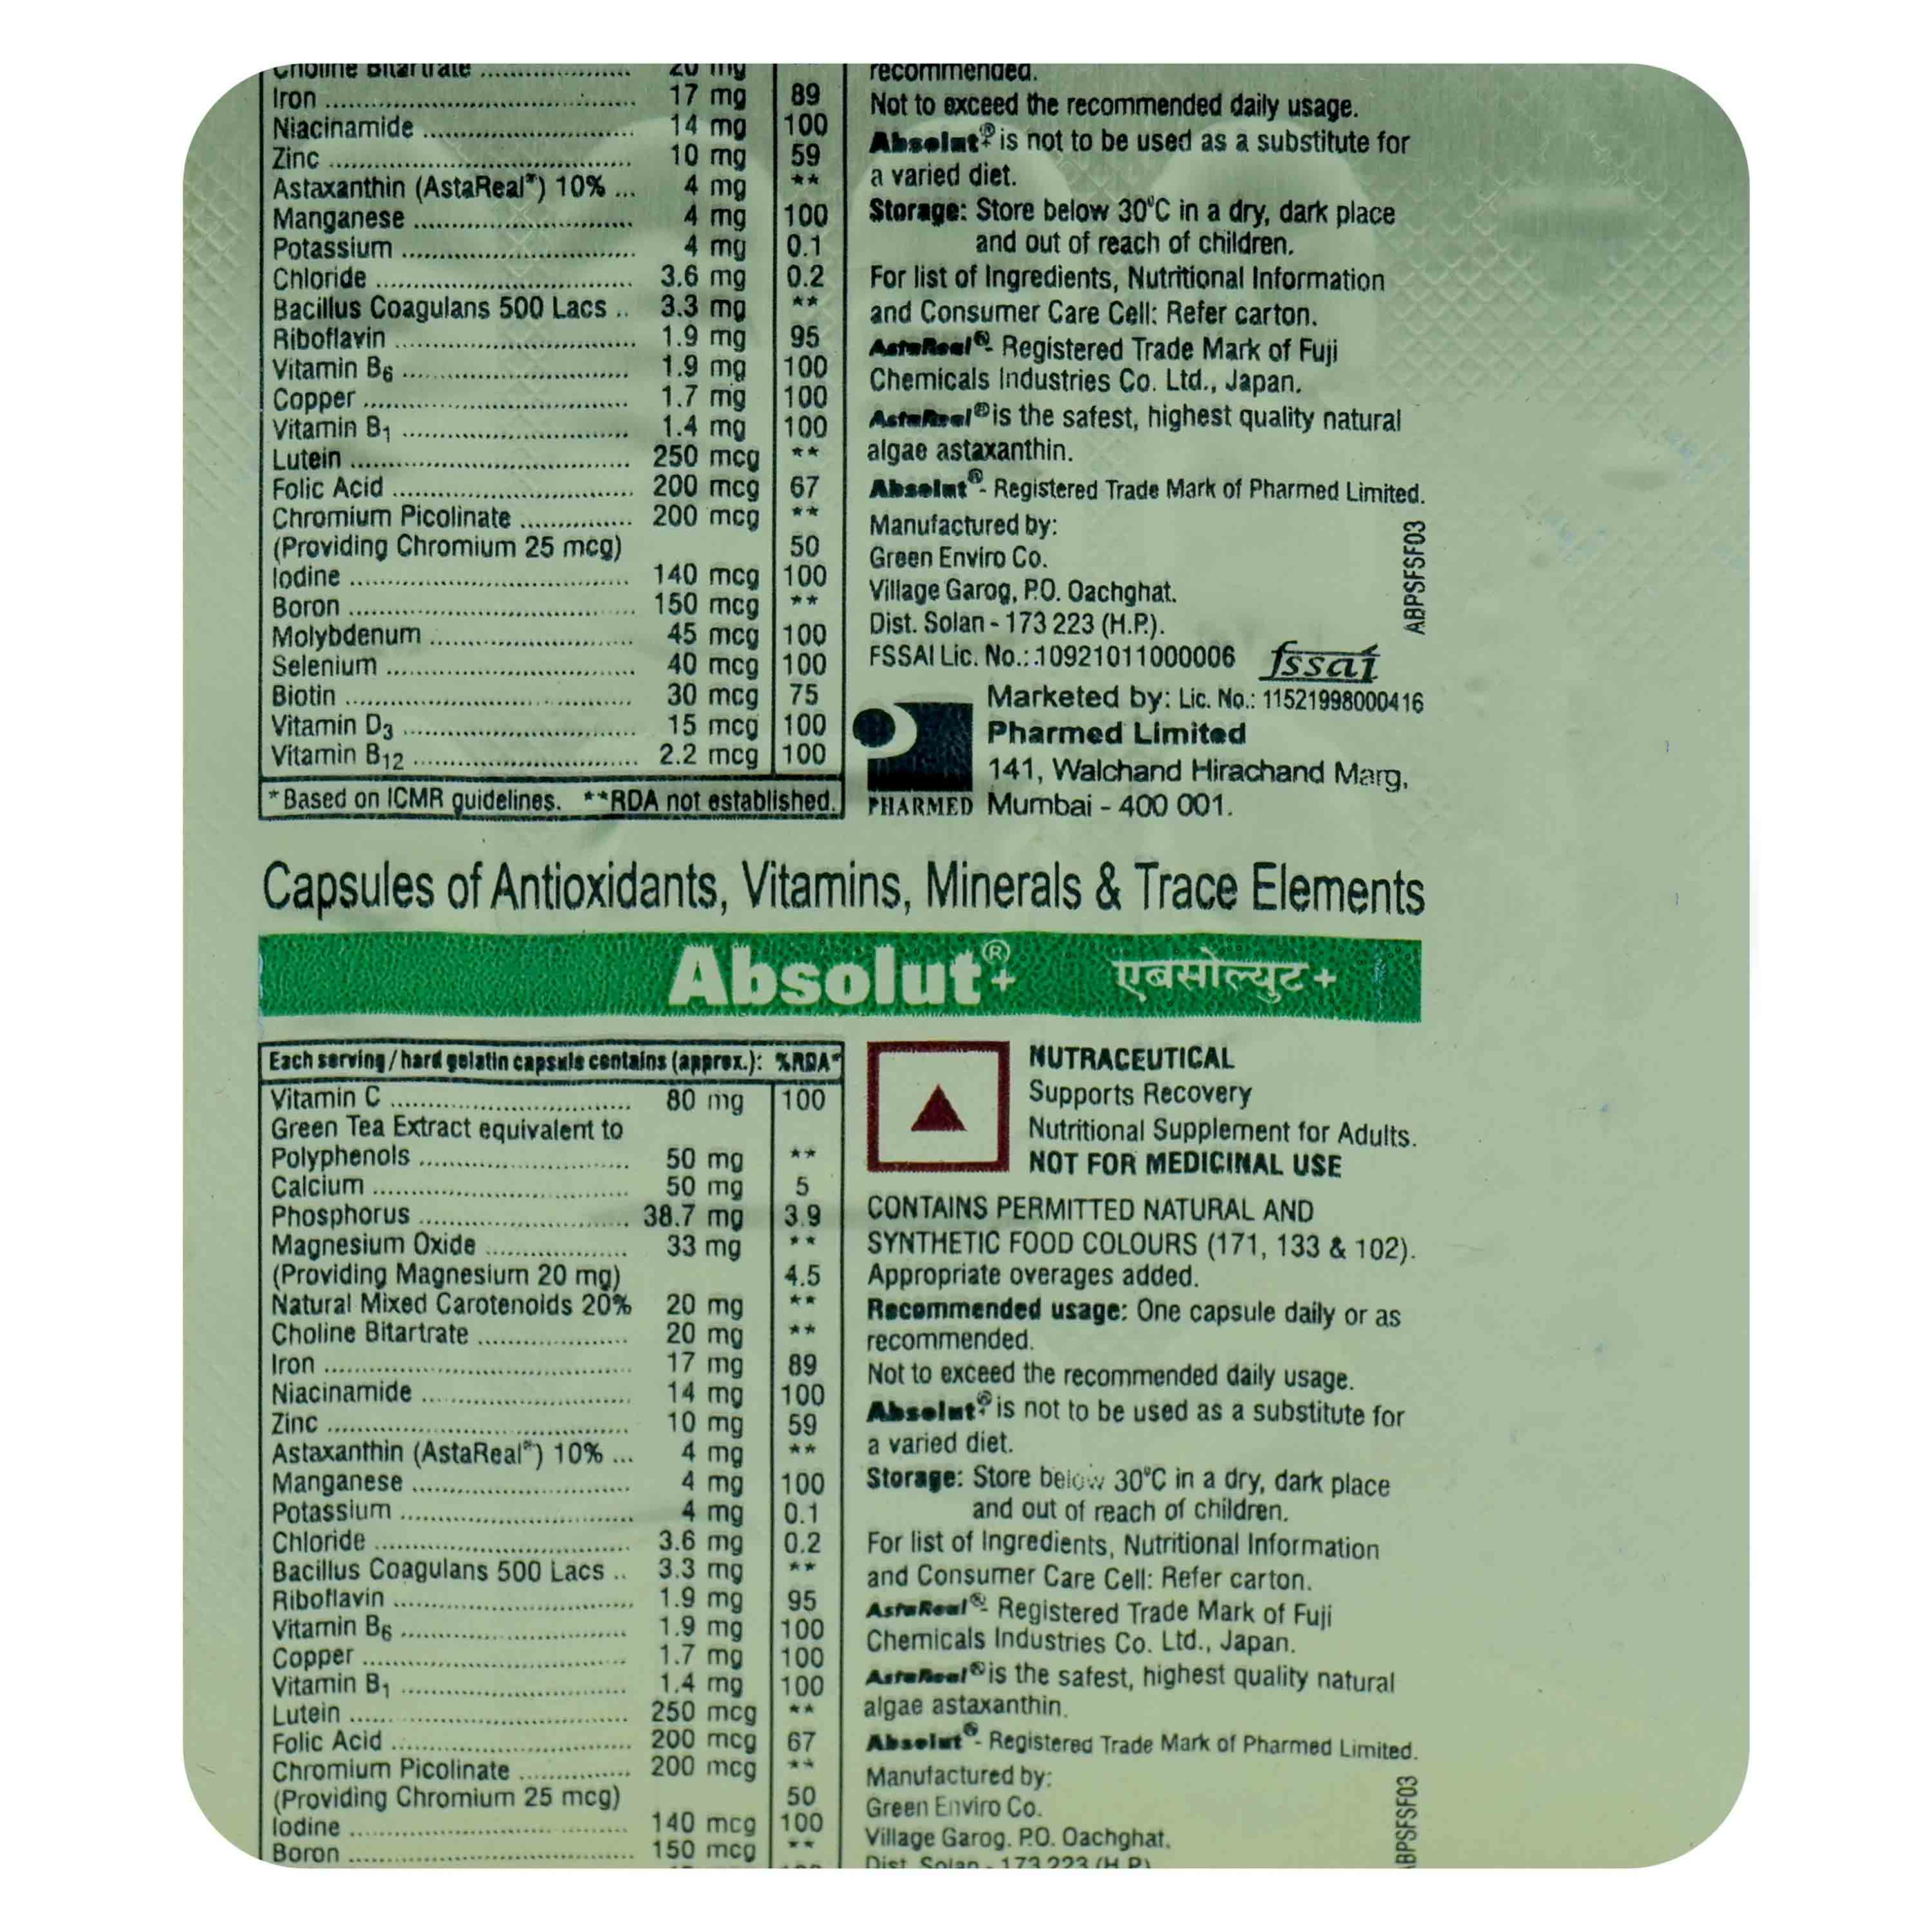 Choline Bitartrate ..................... 20 mg
Iron ..................................... 17 mg 89
Niacinamide ........................... 14 mg 100
Zinc ..................................... 10 mg 59
Astaxanthin (AstaReal®) 10% ... 4 mg **
Manganese ............................ 4 mg 100
Potassium .............................. 4 mg 0.1
Chloride ................................. 3.6 mg 0.2
Bacillus Coagulans 500 Lacs .. 3.3 mg **
Riboflavin ............................... 1.9 mg 95
Vitamin B6 ............................. 1.9 mg 100
Copper .................................. 1.7 mg 100
Vitamin B1 ............................. 1.4 mg 100
Lutein .................................... 250 mcg **
Folic Acid ............................... 200 mcg 67
Chromium Picolinate ............... 200 mcg **
(Providing Chromium 25 mcg) 50
Iodine .................................... 140 mcg 100
Boron .................................... 150 mcg **
Molybdenum .......................... 45 mcg 100
Selenium ................................ 40 mcg 100
Biotin ..................................... 30 mcg 75
Vitamin D3 ............................. 15 mcg 100
Vitamin B12 ............................ 2.2 mcg 100
*Based on ICMR guidelines. **RDA not established.
recommended.
Not to exceed the recommended daily usage.
Absolut®+ is not to be used as a substitute for
a varied diet.
Storage: Store below 30°C in a dry, dark place
and out of reach of children.
For list of Ingredients, Nutritional Information
and Consumer Care Cell: Refer carton.
AstaReal®- Registered Trade Mark of Fuji
Chemicals Industries Co. Ltd., Japan.
AstaReal® is the safest, highest quality natural
algae astaxanthin.
Absolut®- Registered Trade Mark of Pharmed Limited.
Manufactured by:
Green Enviro Co.
Village Garog, P.O. Oachghat.
Dist. Solan - 173 223 (H.P.).
FSSAI Lic. No.: 10921011000006 fssai
ABPSFSF03
Marketed by: Lic. No.: 11521998000416
Pharmed Limited
141, Walchand Hirachand Marg,
PHARMED Mumbai - 400 001.
Capsules of Antioxidants, Vitamins, Minerals & Trace Elements
Absolut®+ एबसोल्युट+
Each serving / hard gelatin capsule contains (approx.): %RDA*
Vitamin C ................................ 80 mg 100
Green Tea Extract equivalent to
Polyphenols ............................ 50 mg **
Calcium .................................. 50 mg 5
Phosphorus ............................ 38.7 mg 3.9
Magnesium Oxide ................... 33 mg **
(Providing Magnesium 20 mg) 4.5
Natural Mixed Carotenoids 20% 20 mg **
Choline Bitartrate .................... 20 mg **
Iron ........................................ 17 mg 89
Niacinamide ............................ 14 mg 100
Zinc ........................................ 10 mg 59
Astaxanthin (AstaReal®) 10% ... 4 mg **
Manganese ............................. 4 mg 100
Potassium ............................... 4 mg 0.1
Chloride .................................. 3.6 mg 0.2
Bacillus Coagulans 500 Lacs .. 3.3 mg **
Riboflavin ................................ 1.9 mg 95
Vitamin B6 .............................. 1.9 mg 100
Copper ................................... 1.7 mg 100
Vitamin B1 .............................. 1.4 mg 100
Lutein ..................................... 250 mcg **
Folic Acid ................................ 200 mcg 67
Chromium Picolinate ............... 200 mcg **
(Providing Chromium 25 mcg) 50
Iodine ..................................... 140 mcg 100
Boron ..................................... 150 mcg **
NUTRACEUTICAL
Supports Recovery
Nutritional Supplement for Adults.
NOT FOR MEDICINAL USE
CONTAINS PERMITTED NATURAL AND
SYNTHETIC FOOD COLOURS (171, 133 & 102).
Appropriate overages added.
Recommended usage: One capsule daily or as
recommended.
Not to exceed the recommended daily usage.
Absolut®+ is not to be used as a substitute for
a varied diet.
Storage: Store below 30°C in a dry, dark place
and out of reach of children.
For list of Ingredients, Nutritional Information
and Consumer Care Cell: Refer carton.
AstaReal®- Registered Trade Mark of Fuji
Chemicals Industries Co. Ltd., Japan.
AstaReal® is the safest, highest quality natural
algae astaxanthin.
Absolut®- Registered Trade Mark of Pharmed Limited.
Manufactured by:
Green Enviro Co.
Village Garog. P.O. Oachghat.
Dist. Solan - 173 223 (H.P.)
BPSFSF03